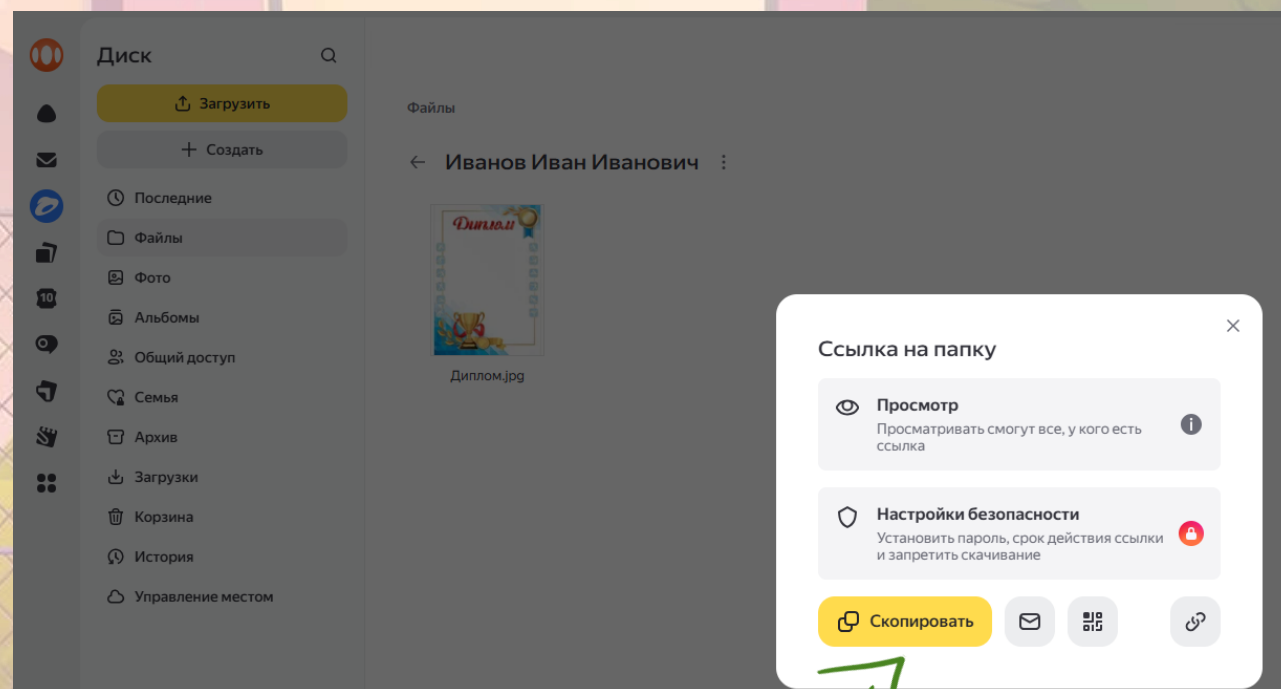 Диск
Загрузить
Создать
Последние
Файлы
Фото
Альбомы
Общий доступ
Семья
Архив
Загрузки
Корзина
История
Управление местом
10
Файлы
Иванов Иван Иванович
Диплом
Диплом.jpg
Ссылка на папку
Просмотр
Просматривать смогут все, у кого есть
ссылка
Настройки безопасности
Установить пароль, срок действия ссылки
и запретить скачивание
Скопировать